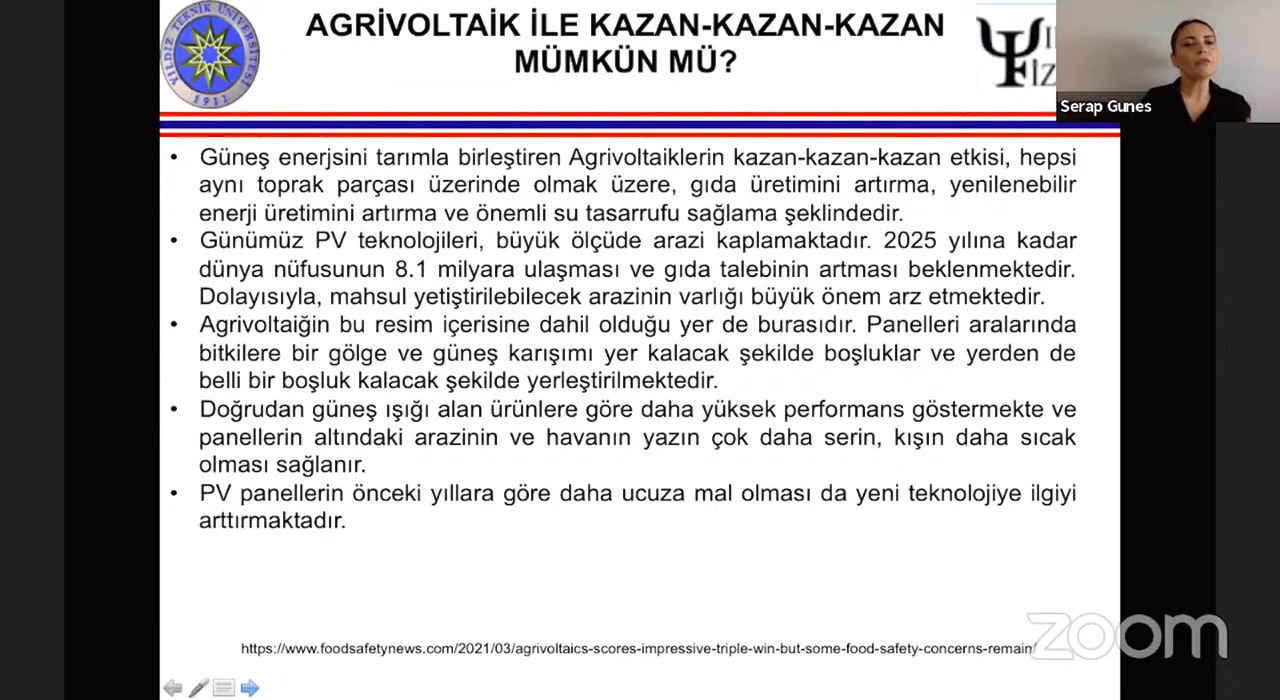 YILDIZ TEKNİK ÜNİVERSİTESİ
1911
AGRİVOLTAİK İLE KAZAN-KAZAN-KAZAN
MÜMKÜN MÜ?
Serap Gunes
• Güneş enerjsini tarımla birleştiren Agrivoltaiklerin kazan-kazan-kazan etkisi, hepsi
aynı toprak parçası üzerinde olmak üzere, gıda üretimini artırma, yenilenebilir
enerji üretimini artırma ve önemli su tasarrufu sağlama şeklindedir.
• Günümüz PV teknolojileri, büyük ölçüde arazi kaplamaktadır. 2025 yılına kadar
dünya nüfusunun 8.1 milyara ulaşması ve gıda talebinin artması beklenmektedir.
Dolayısıyla, mahsul yetiştirilebilecek arazinin varlığı büyük önem arz etmektedir.
• Agrivoltaiğin bu resim içerisine dahil olduğu yer de burasıdır. Panelleri aralarında
bitkilere bir gölge ve güneş karışımı yer kalacak şekilde boşluklar ve yerden de
belli bir boşluk kalacak şekilde yerleştirilmektedir.
• Doğrudan güneş ışığı alan ürünlere göre daha yüksek performans göstermekte ve
panellerin altındaki arazinin ve havanın yazın çok daha serin, kışın daha sıcak
olması sağlanır.
• PV panellerin önceki yıllara göre daha ucuza mal olması da yeni teknolojiye ilgiyi
arttırmaktadır.
https://www.foodsafetynews.com/2021/03/agrivoltaics-scores-impressive-triple-win-but-some-food-safety-concerns-remain/
zoom